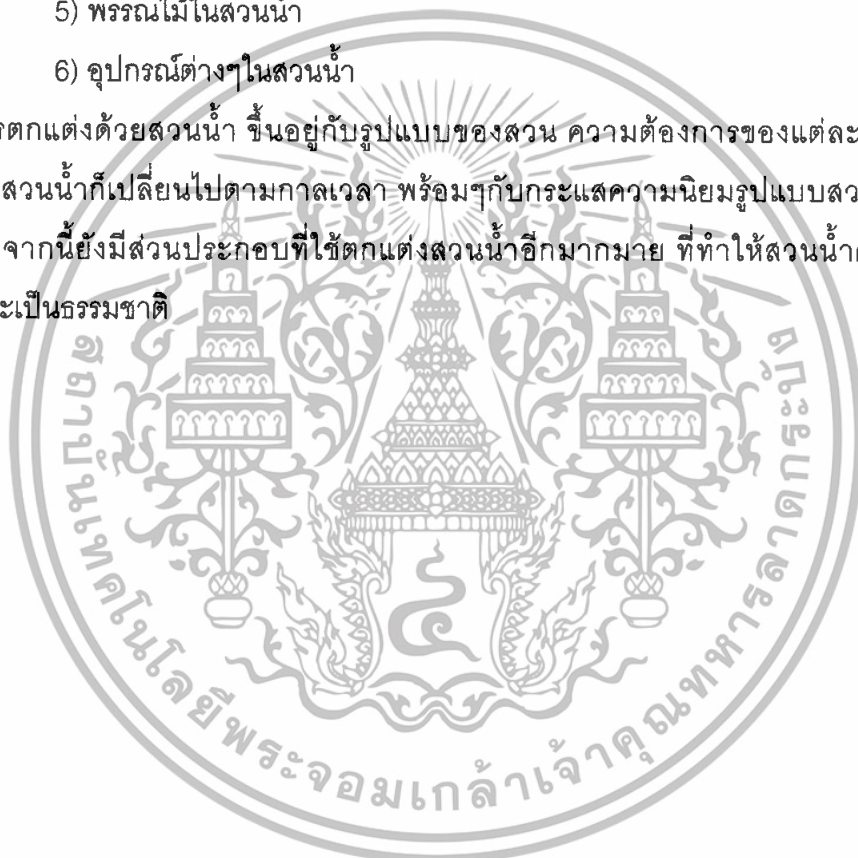 5) พรรณไม้ในสวนน้ำ
6) อุปกรณ์ต่างๆในสวนน้ำ
รตกแต่งด้วยสวนน้ำ ขึ้นอยู่กับรูปแบบของสวน ความต้องการของแต่ละ
สวนน้ำก็เปลี่ยนไปตามกาลเวลา พร้อมๆกับกระแสความนิยมรูปแบบสว
จากนี้ยังมีส่วนประกอบที่ใช้ตกแต่งสวนน้ำอีกมากมาย ที่ทำให้สวนน้ำ
ะเป็นธรรมชาติ
สถาบันเทคโนโลยีพระจอมเกล้าเจ้าคุณทหารลาดกระบัง